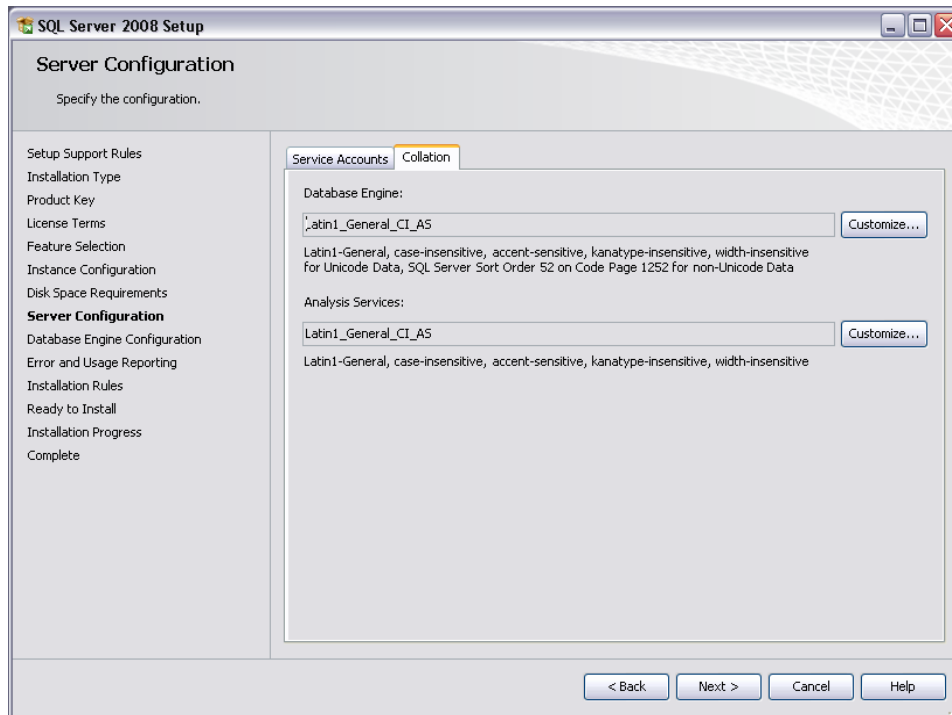 SQL Server 2008 Setup
Server Configuration
Specify the configuration.
Setup Support Rules
Installation Type
Product Key
License Terms
Feature Selection
Instance Configuration
Disk Space Requirements
Server Configuration
Database Engine Configuration
Error and Usage Reporting
Installation Rules
Ready to Install
Installation Progress
Complete
Service Accounts Collation
Database Engine:
Latin1_General_CI_AS Customize...
Latin1-General, case-insensitive, accent-sensitive, kanatype-insensitive, width-insensitive
for Unicode Data, SQL Server Sort Order 52 on Code Page 1252 for non-Unicode Data
Analysis Services:
Latin1_General_CI_AS Customize...
Latin1-General, case-insensitive, accent-sensitive, kanatype-insensitive, width-insensitive
< Back Next > Cancel Help